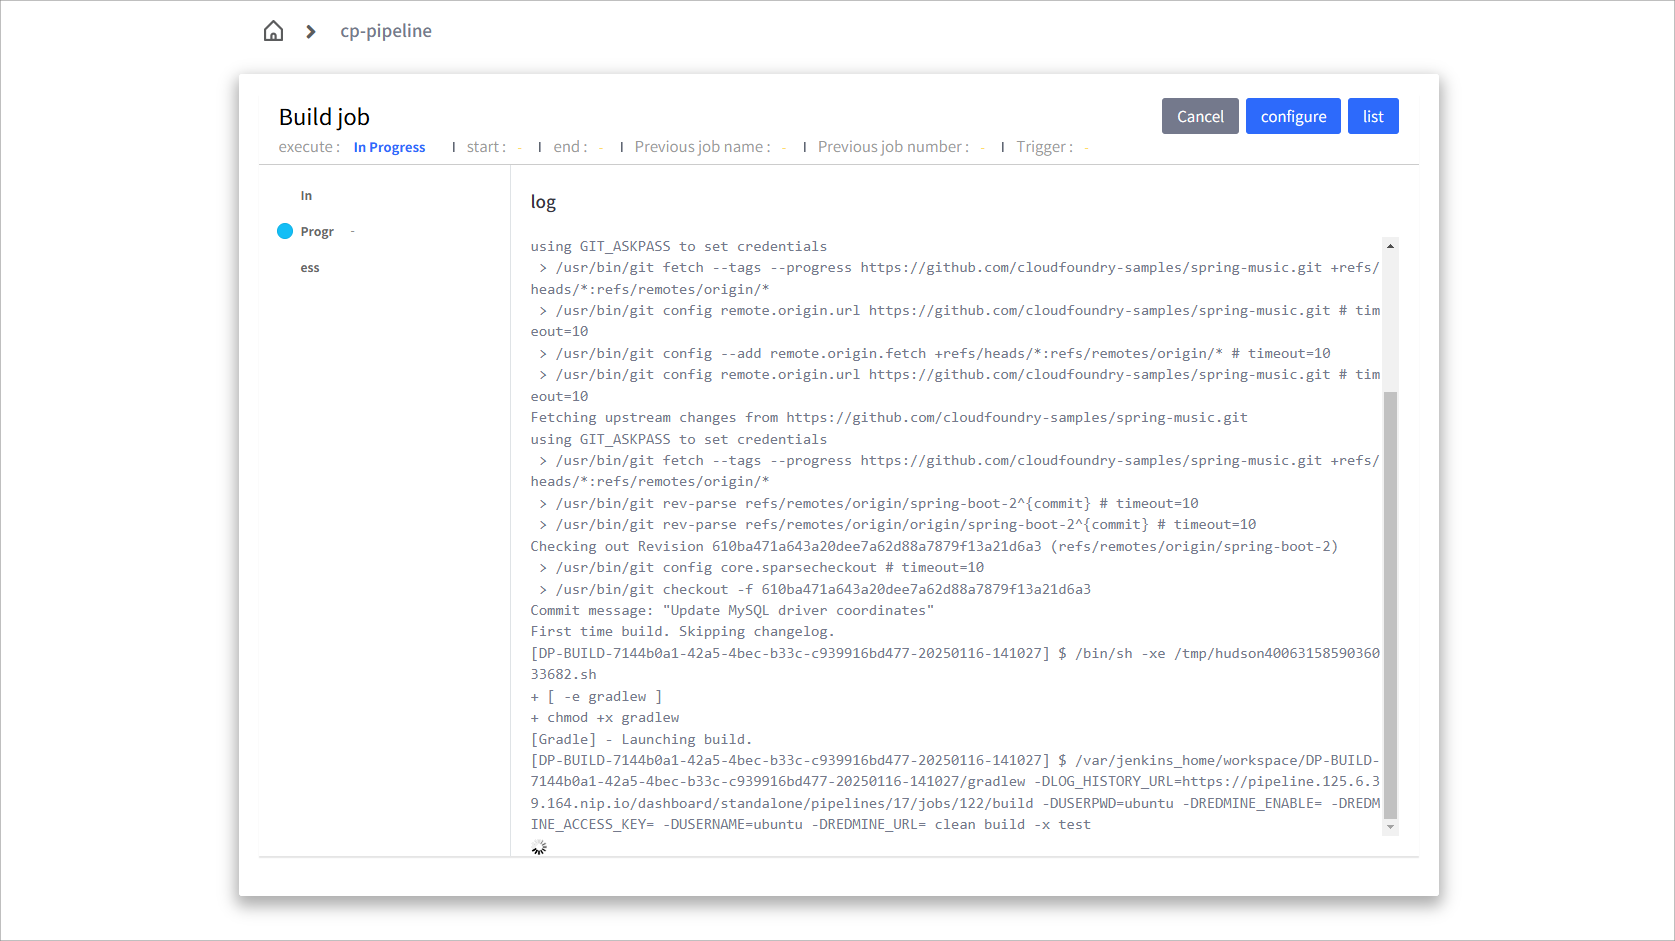 cp-pipeline
Build job
Cancel
configure
list
execute : In Progress | start : - | end : - | Previous job name : - | Previous job number : - | Trigger : -
In
Progr -
ess
log
using GIT_ASKPASS to set credentials
> /usr/bin/git fetch --tags --progress https://github.com/cloudfoundry-samples/spring-music.git +refs/
heads/*:refs/remotes/origin/*
> /usr/bin/git config remote.origin.url https://github.com/cloudfoundry-samples/spring-music.git # tim
eout=10
> /usr/bin/git config --add remote.origin.fetch +refs/heads/*:refs/remotes/origin/* # timeout=10
> /usr/bin/git config remote.origin.url https://github.com/cloudfoundry-samples/spring-music.git # tim
eout=10
Fetching upstream changes from https://github.com/cloudfoundry-samples/spring-music.git
using GIT_ASKPASS to set credentials
> /usr/bin/git fetch --tags --progress https://github.com/cloudfoundry-samples/spring-music.git +refs/
heads/*:refs/remotes/origin/*
> /usr/bin/git rev-parse refs/remotes/origin/spring-boot-2^{commit} # timeout=10
> /usr/bin/git rev-parse refs/remotes/origin/origin/spring-boot-2^{commit} # timeout=10
Checking out Revision 610ba471a643a20dee7a62d88a7879f13a21d6a3 (refs/remotes/origin/spring-boot-2)
> /usr/bin/git config core.sparsecheckout # timeout=10
> /usr/bin/git checkout -f 610ba471a643a20dee7a62d88a7879f13a21d6a3
Commit message: "Update MySQL driver coordinates"
First time build. Skipping changelog.
[DP-BUILD-7144b0a1-42a5-4bec-b33c-c939916bd477-20250116-141027] $ /bin/sh -xe /tmp/hudson40063158590360
33682.sh
+ [ -e gradlew ]
+ chmod +x gradlew
[Gradle] - Launching build.
[DP-BUILD-7144b0a1-42a5-4bec-b33c-c939916bd477-20250116-141027] $ /var/jenkins_home/workspace/DP-BUILD-
7144b0a1-42a5-4bec-b33c-c939916bd477-20250116-141027/gradlew -DLOG_HISTORY_URL=https://pipeline.125.6.3
9.164.nip.io/dashboard/standalone/pipelines/17/jobs/122/build -DUSERPWD=ubuntu -DREDMINE_ENABLE= -DREDM
INE_ACCESS_KEY= -DUSERNAME=ubuntu -DREDMINE_URL= clean build -x test